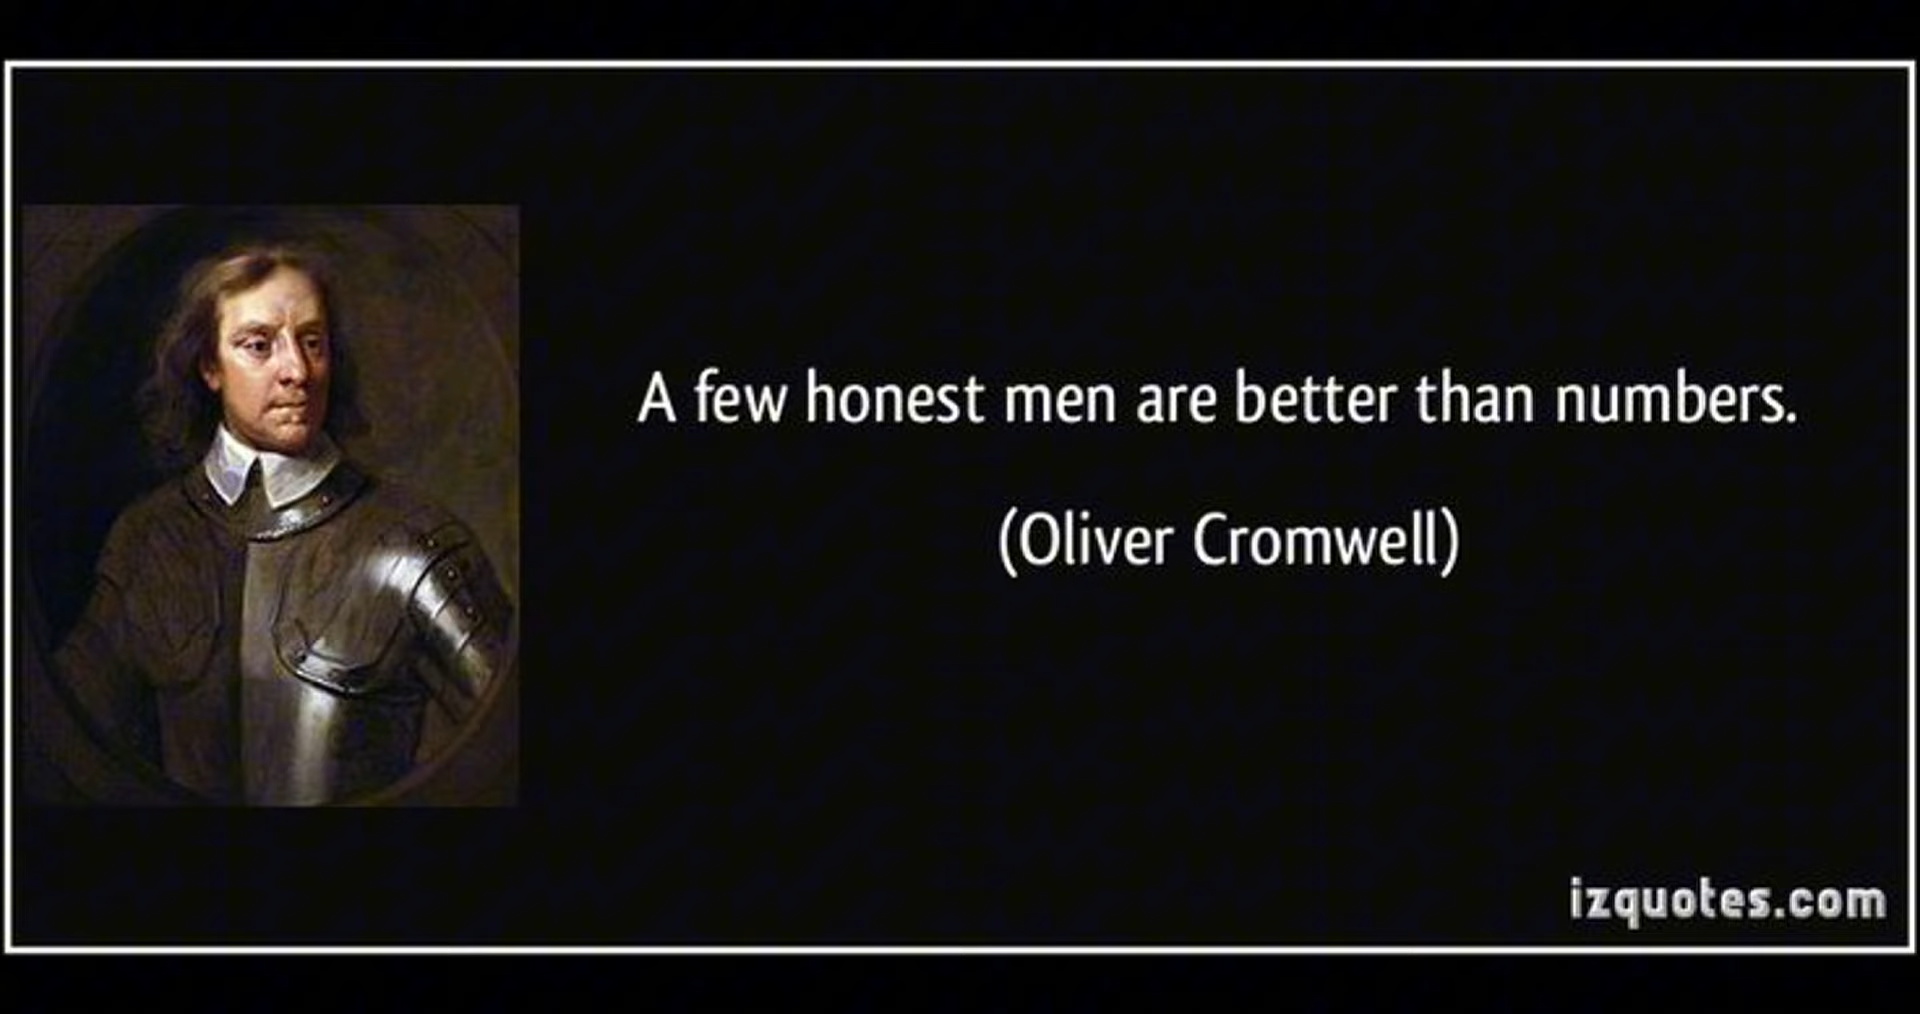 A few honest men are better than numbers.
(Oliver Cromwell)
izquotes.com